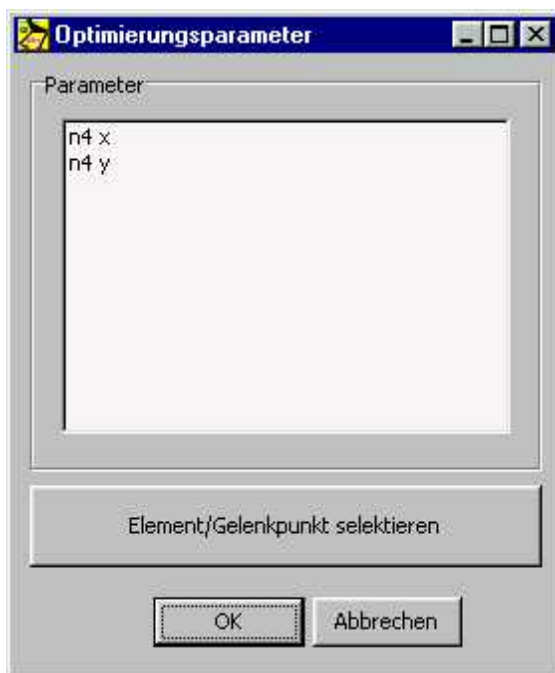 Optimierungsparameter
Parameter
n4 x
n4 y
Element/Gelenkpunkt selektieren
OK
Abbrechen